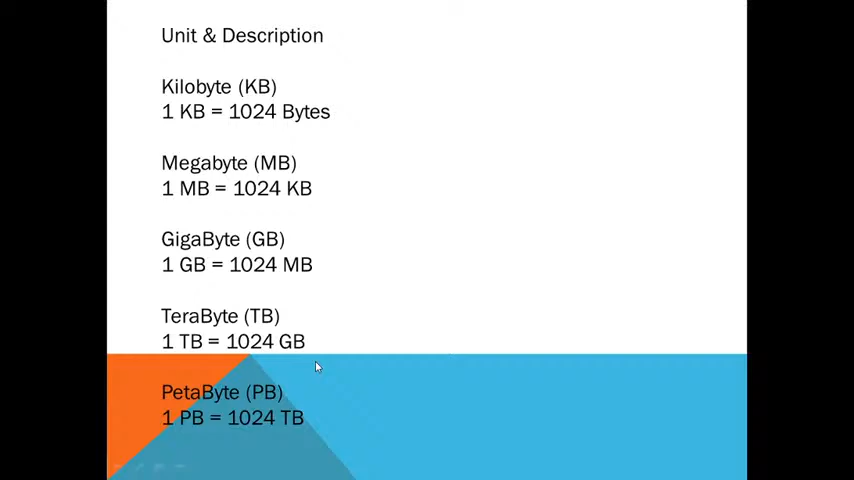 Unit & Description
Kilobyte (KB)
1 KB = 1024 Bytes
Megabyte (MB)
1 MB = 1024 KB
GigaByte (GB)
1 GB = 1024 MB
TeraByte (TB)
1 TB = 1024 GB
PetaByte (PB)
1 PB = 1024 TB